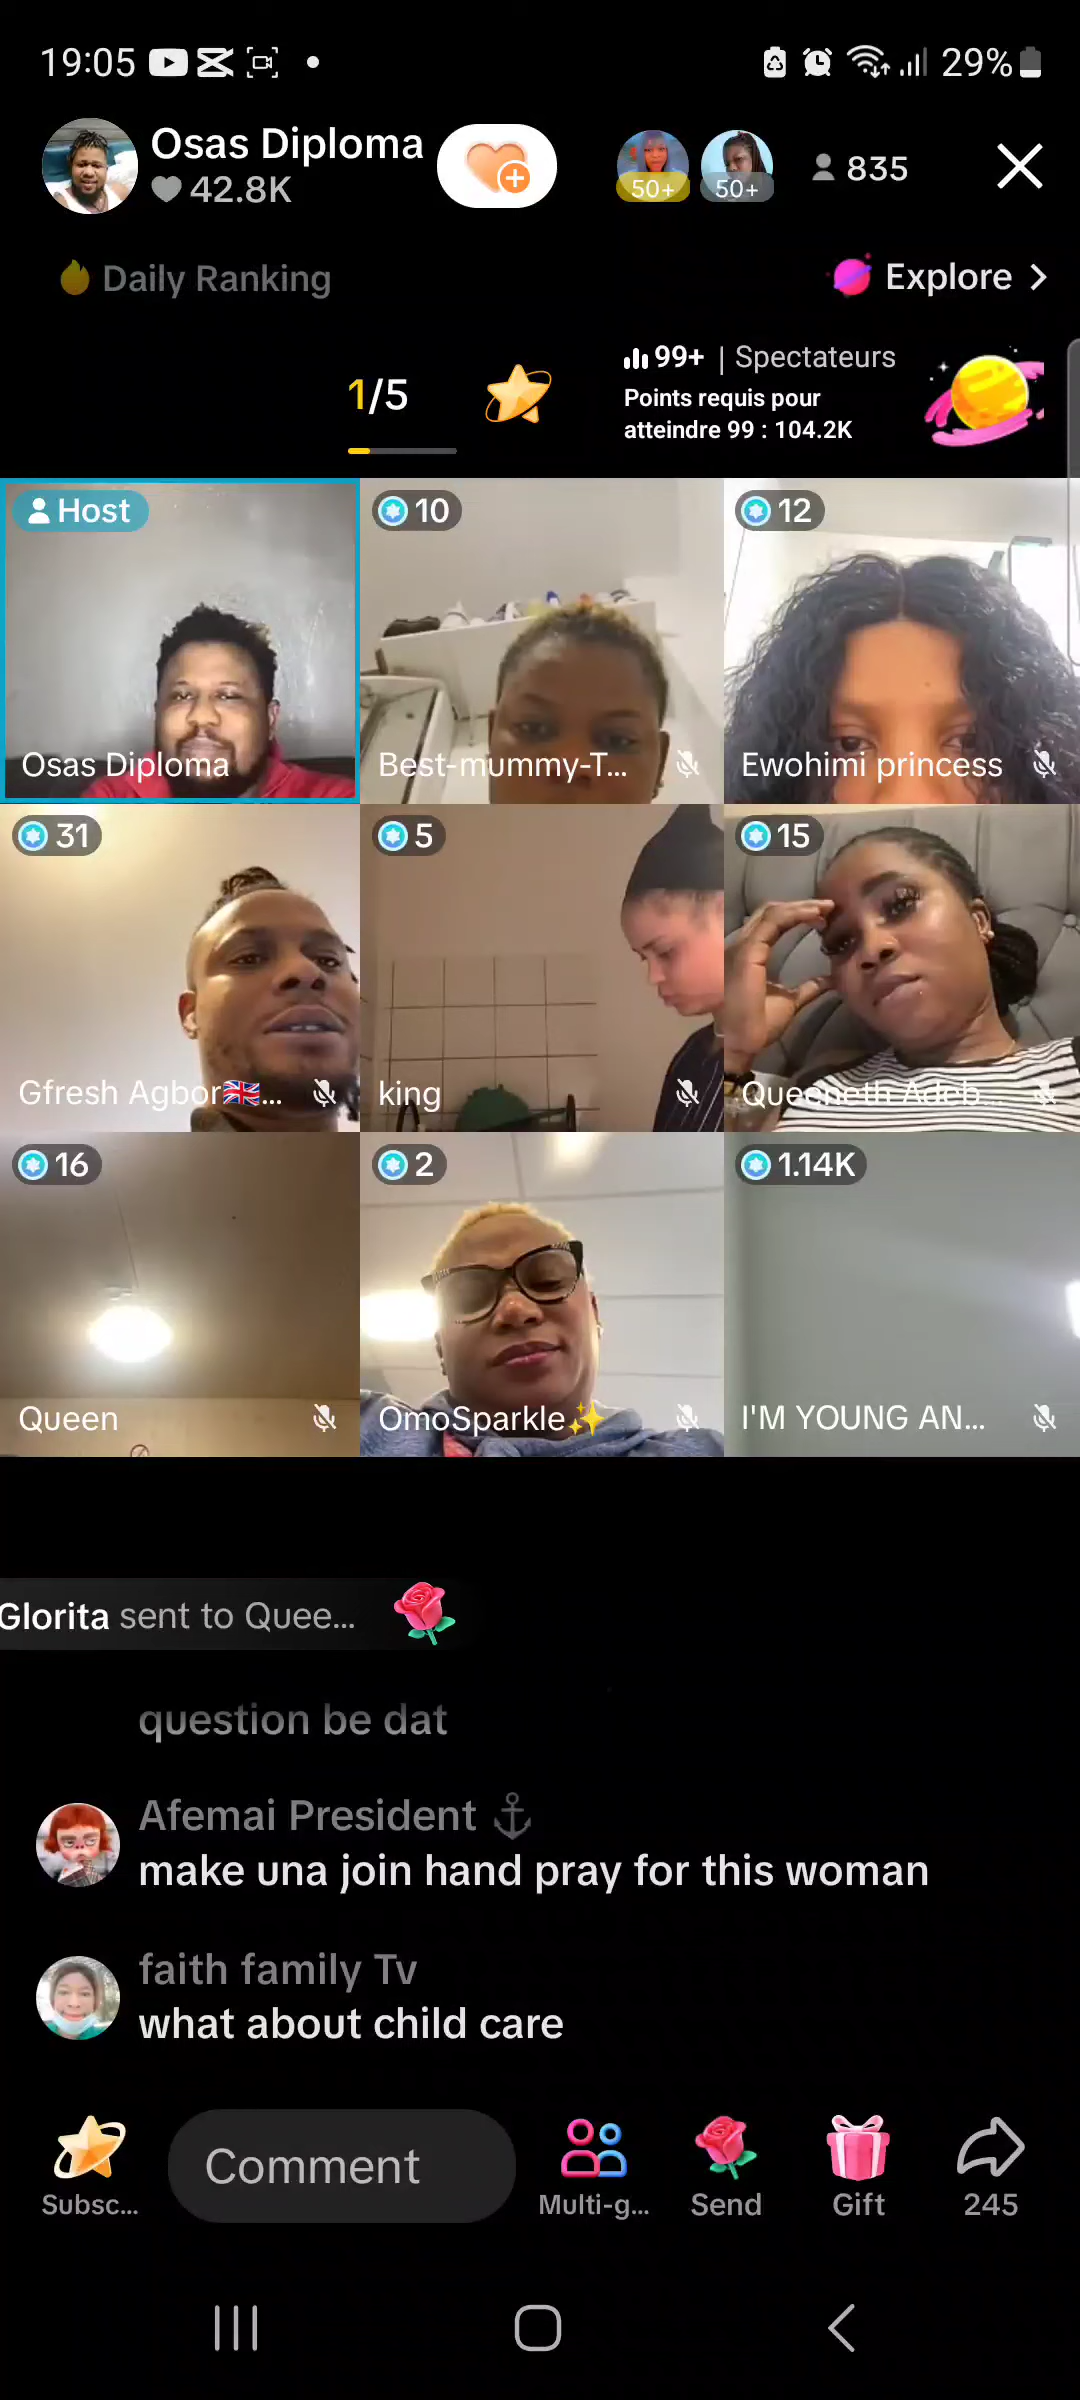 19:05
29%
Osas Diploma
42.8K
50+
50+
835
Daily Ranking
Explore
1/5
99+ | Spectateurs
Points requis pour
atteindre 99 : 104.2K
Host
10
12
Osas Diploma
Best-mummy-T...
Ewohimi princess
31
5
15
Gfresh Agbor🇬🇧...
king
Queeneth Adeb...
16
2
1.14K
Queen
OmoSparkle✨
I'M YOUNG AN...
Glorita sent to Quee...
question be dat
Afemai President ⚓
make una join hand pray for this woman
faith family Tv
what about child care
Subsc...
Comment
Multi-g...
Send
Gift
245